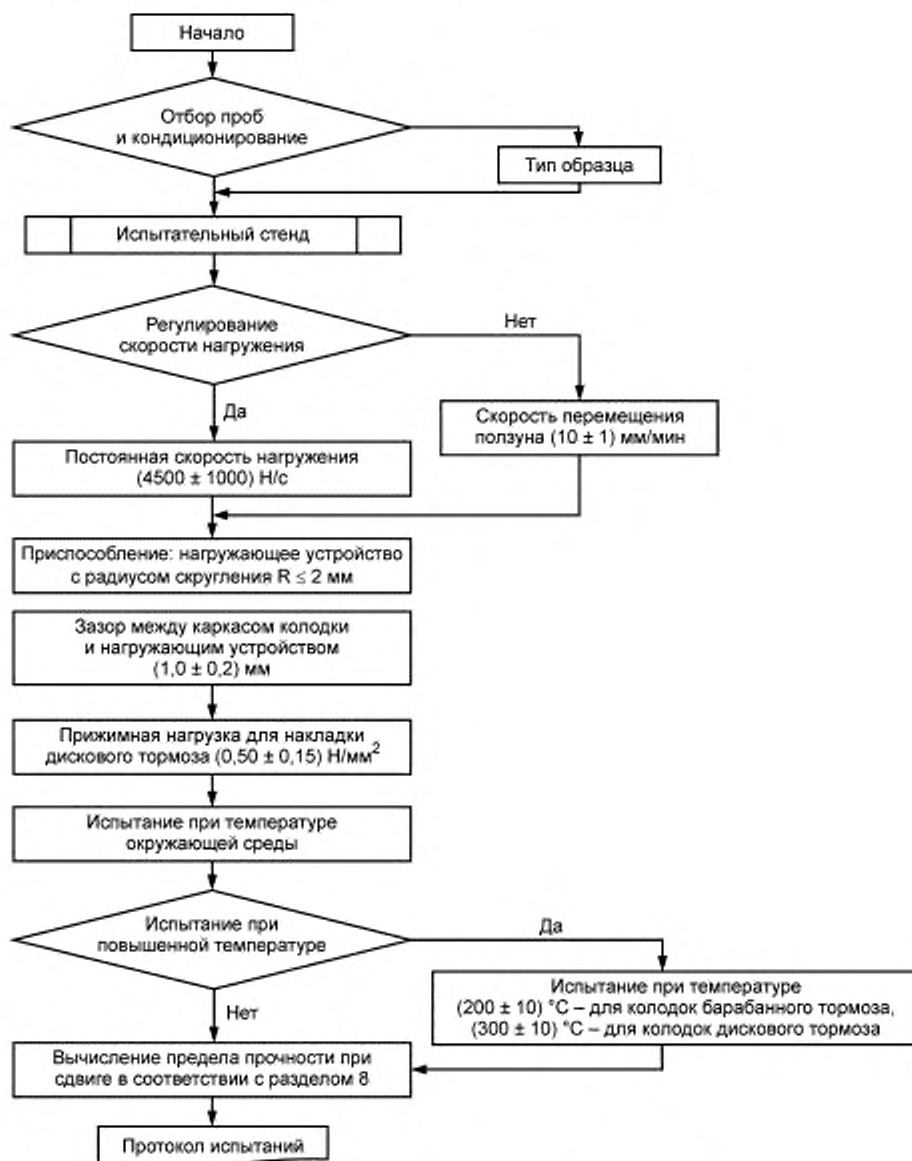 Начало
Отбор проб
и кондиционирование
Тип образца
Испытательный стенд
Регулирование
скорости нагружения
Нет
Да
Скорость перемещения
ползуна (10 ± 1) мм/мин
Постоянная скорость нагружения
(4500 ± 1000) Н/с
Приспособление: нагружающее устройство
с радиусом скругления R ≤ 2 мм
Зазор между каркасом колодки
и нагружающим устройством
(1,0 ± 0,2) мм
Прижимная нагрузка для накладки
дискового тормоза (0,50 ± 0,15) Н/мм²
Испытание при температуре
окружающей среды
Испытание при
повышенной температуре
Да
Испытание при температуре
(200 ± 10) °C – для колодок барабанного тормоза,
(300 ± 10) °C – для колодок дискового тормоза
Нет
Вычисление предела прочности при
сдвиге в соответствии с разделом 8
Протокол испытаний